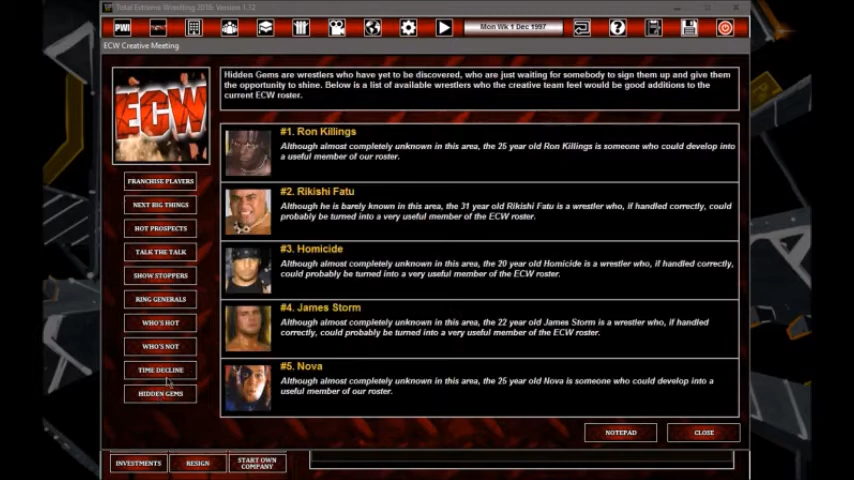 Total Extreme Wrestling 2016: Version 1.12
PWI
Mon Wk 1 Dec 1997
ECW Creative Meeting
ECW
Hidden Gems are wrestlers who have yet to be discovered, who are just waiting for somebody to sign them up and give them
the opportunity to shine. Below is a list of available wrestlers who the creative team feel would be good additions to the
current ECW roster.
#1. Ron Killings
Although almost completely unknown in this area, the 25 year old Ron Killings is someone who could develop into
a useful member of our roster.
#2. Rikishi Fatu
Although he is barely known in this area, the 31 year old Rikishi Fatu is a wrestler who, if handled correctly, could
probably be turned into a very useful member of the ECW roster.
#3. Homicide
Although almost completely unknown in this area, the 20 year old Homicide is a wrestler who, if handled correctly,
could probably be turned into a very useful member of the ECW roster.
#4. James Storm
Although almost completely unknown in this area, the 22 year old James Storm is a wrestler who, if handled
correctly, could probably be turned into a very useful member of the ECW roster.
#5. Nova
Although almost completely unknown in this area, the 25 year old Nova is someone who could develop into a
useful member of our roster.
FRANCHISE PLAYERS
NEXT BIG THINGS
HOT PROSPECTS
TALK THE TALK
SHOW STOPPERS
RING GENERALS
WHO'S HOT
WHO'S NOT
TIME DECLINE
HIDDEN GEMS
NOTEPAD
CLOSE
INVESTMENTS
RESIGN
START OWN
COMPANY